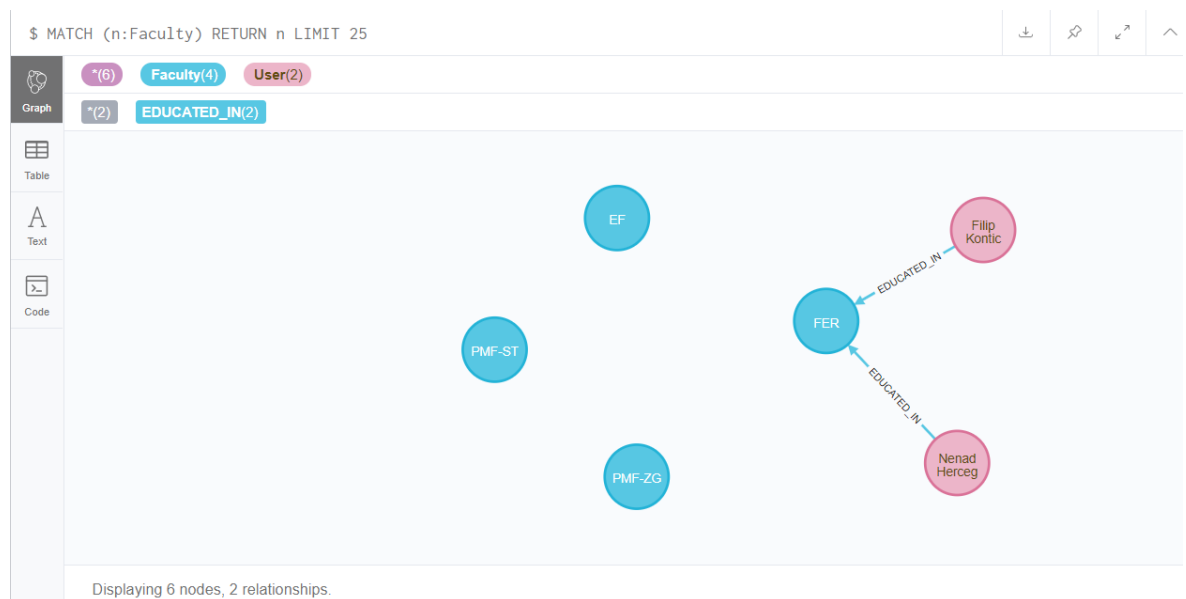 $ MATCH (n:Faculty) RETURN n LIMIT 25
*(6) Faculty(4) User(2)
*(2) EDUCATED_IN(2)
Graph
Table
A
Text
Code
EF
Filip
Kontic
EDUCATED_IN
FER
PMF-ST
EDUCATED_IN
Nenad
Herceg
PMF-ZG
Displaying 6 nodes, 2 relationships.